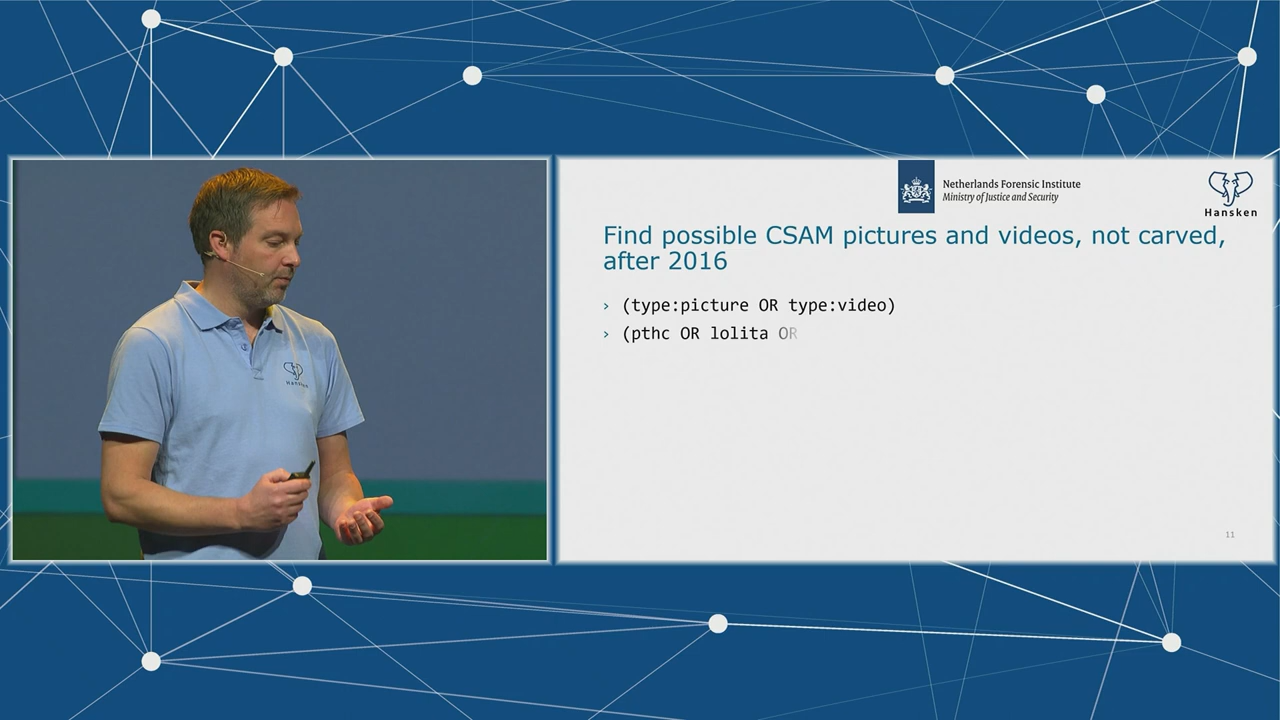 Netherlands Forensic Institute
Ministry of Justice and Security
Hansken
Find possible CSAM pictures and videos, not carved,
after 2016
› (type:picture OR type:video)
› (pthc OR lolita OR
11
Hansken